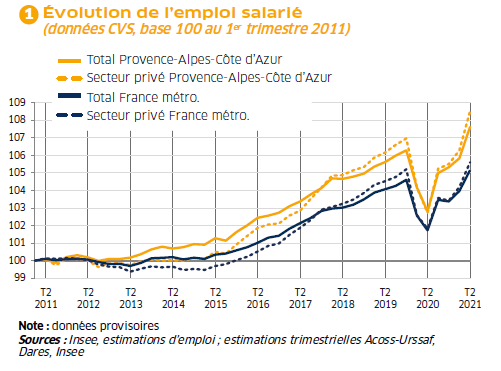 1 Évolution de l'emploi salarié
(données CVS, base 100 au 1er trimestre 2011)
Total Provence-Alpes-Côte d'Azur
Secteur privé Provence-Alpes-Côte d'Azur
Total France métro.
Secteur privé France métro.
109
108
107
106
105
104
103
102
101
100
99
T2 T2 T2 T2 T2 T2 T2 T2 T2 T2 T2
2011 2012 2013 2014 2015 2016 2017 2018 2019 2020 2021
Note : données provisoires
Sources : Insee, estimations d'emploi ; estimations trimestrielles Acoss-Urssaf,
Dares, Insee